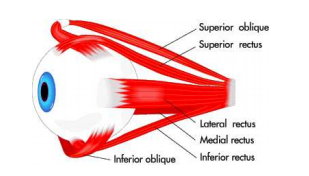 Superior oblique
Superior rectus
Lateral rectus
Medial rectus
Inferior oblique
Inferior rectus